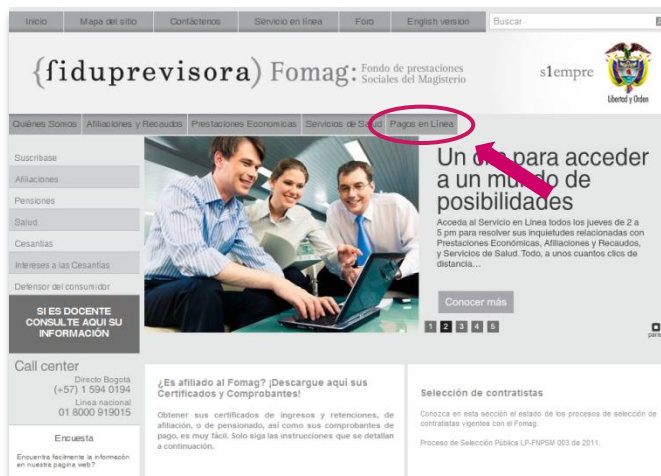 Inicio Mapa del sitio Contáctenos Servicio en línea Foro English version Buscar
{fiduprevisora) Fomag: Fondo de prestaciones
Sociales del Magisterio
s1empre
Libertad y Orden
Quiénes Somos Afiliaciones y Recaudos Prestaciones Economicas Servicios de Salud Pagos en Línea
Suscribase
Afiliaciones
Pensiones
Salud
Cesantias
Intereses a las Cesantías
Defensor del consumidor
SI ES DOCENTE
CONSULTE AQUI SU
INFORMACIÓN
Un para acceder
a un mundo de
posibilidades
Acceda al Servicio en Línea todos los jueves de 2 a
5 pm para resolver sus inquietudes relacionadas con
Prestaciones Económicas, Afiliaciones y Recaudos,
y Servicios de Salud. Todo, a unos cuantos clics de
distancia…
Conocer más
1 2 3 4 5
Call center
Directo Bogotá
(+57) 1 594 0194
Linea nacional
01 8000 919015
Encuesta
Encuentra facilmente la información
en nuestra pagina web?
¿Es afiliado al Fomag? ¡Descargue aquí sus
Certificados y Comprobantes!
Obtener sus certificados de ingresos y retenciones, de
afiliación, o de pensionado, así como sus comprobantes de
pago, es muy fácil. Solo siga las instrucciones que se detallan
a continuación.
Selección de contratistas
Conozca en esta sección el estado de los procesos de selección de
contratistas vigentes con el Fomag.
Proceso de Selección Pública LP-FNPSM 003 de 2011.